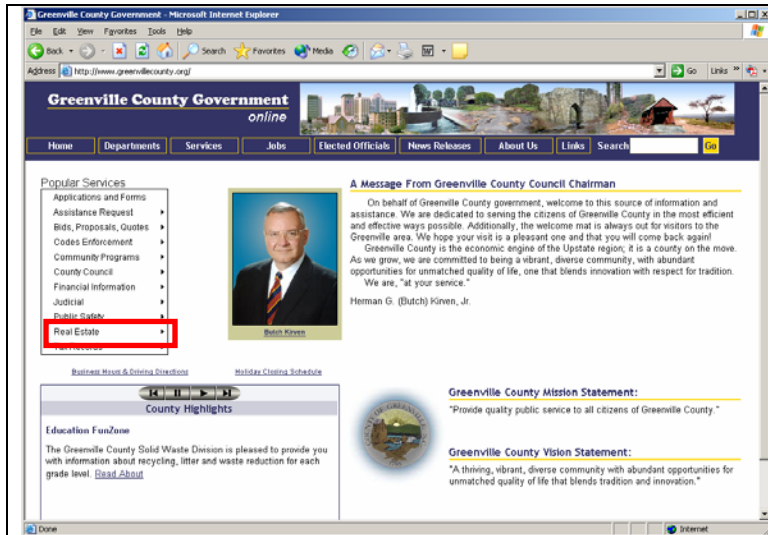 Greenville County Government - Microsoft Internet Explorer
File Edit View Favorites Tools Help
Back Search Favorites Media
Address http://www.greenvillecounty.org/ Go Links »
Greenville County Government
online
Home Departments Services Jobs Elected Officials News Releases About Us Links Search Go
Popular Services
Applications and Forms
Assistance Request
Bids, Proposals, Quotes
Codes Enforcement
Community Programs
County Council
Financial Information
Judicial
Public Safety
Real Estate
Tax Records
Butch Kirven
A Message From Greenville County Council Chairman
On behalf of Greenville County government, welcome to this source of information and
assistance. We are dedicated to serving the citizens of Greenville County in the most efficient
and effective ways possible. Additionally, the welcome mat is always out for visitors to the
Greenville area. We hope your visit is a pleasant one and that you will come back again!
Greenville County is the economic engine of the Upstate region; it is a county on the move.
As we grow, we are committed to being a vibrant, diverse community, with abundant
opportunities for unmatched quality of life, one that blends innovation with respect for tradition.
We are, "at your service."
Herman G. (Butch) Kirven, Jr.
Business Hours & Driving Directions Holiday Closing Schedule
County Highlights
Education FunZone
The Greenville County Solid Waste Division is pleased to provide you
with information about recycling, litter and waste reduction for each
grade level. Read About
Greenville County Mission Statement:
"Provide quality public service to all citizens of Greenville County."
Greenville County Vision Statement:
"A thriving, vibrant, diverse community with abundant opportunities for
unmatched quality of life that blends tradition and innovation."
Done Internet